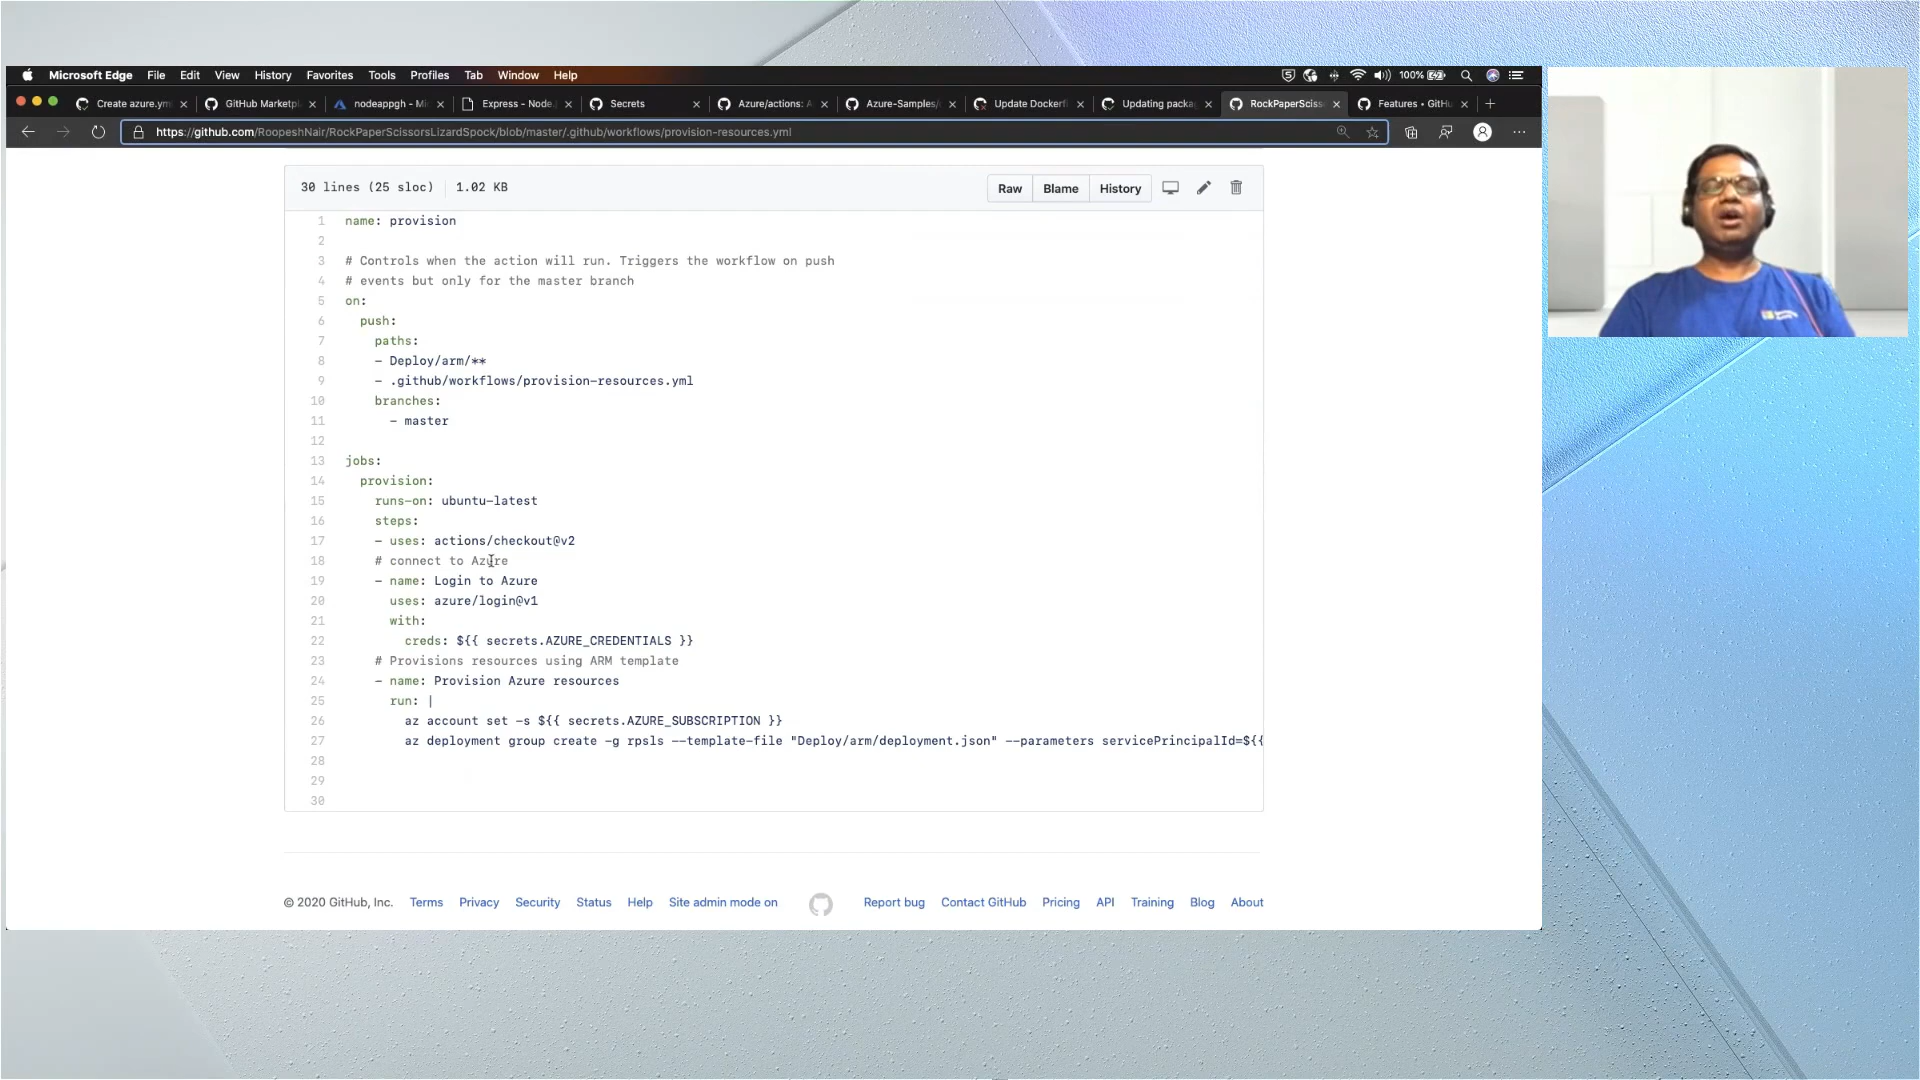 Microsoft Edge File Edit View History Favorites Tools Profiles Tab Window Help 100%
Create azure.ym GitHub Marketpl nodeappgh - Mi Express - Node. Secrets Azure/actions: A Azure-Samples/ Update Dockerfi Updating packa RockPaperSciss Features • GitHu
https://github.com/RoopeshNair/RockPaperScissorsLizardSpock/blob/master/.github/workflows/provision-resources.yml
30 lines (25 sloc) 1.02 KB Raw Blame History
1 name: provision
2
3 # Controls when the action will run. Triggers the workflow on push
4 # events but only for the master branch
5 on:
6 push:
7 paths:
8 - Deploy/arm/**
9 - .github/workflows/provision-resources.yml
10 branches:
11 - master
12
13 jobs:
14 provision:
15 runs-on: ubuntu-latest
16 steps:
17 - uses: actions/checkout@v2
18 # connect to Azure
19 - name: Login to Azure
20 uses: azure/login@v1
21 with:
22 creds: ${{ secrets.AZURE_CREDENTIALS }}
23 # Provisions resources using ARM template
24 - name: Provision Azure resources
25 run: |
26 az account set -s ${{ secrets.AZURE_SUBSCRIPTION }}
27 az deployment group create -g rpsls --template-file "Deploy/arm/deployment.json" --parameters servicePrincipalId=${{
28
29
30
© 2020 GitHub, Inc. Terms Privacy Security Status Help Site admin mode on Report bug Contact GitHub Pricing API Training Blog About